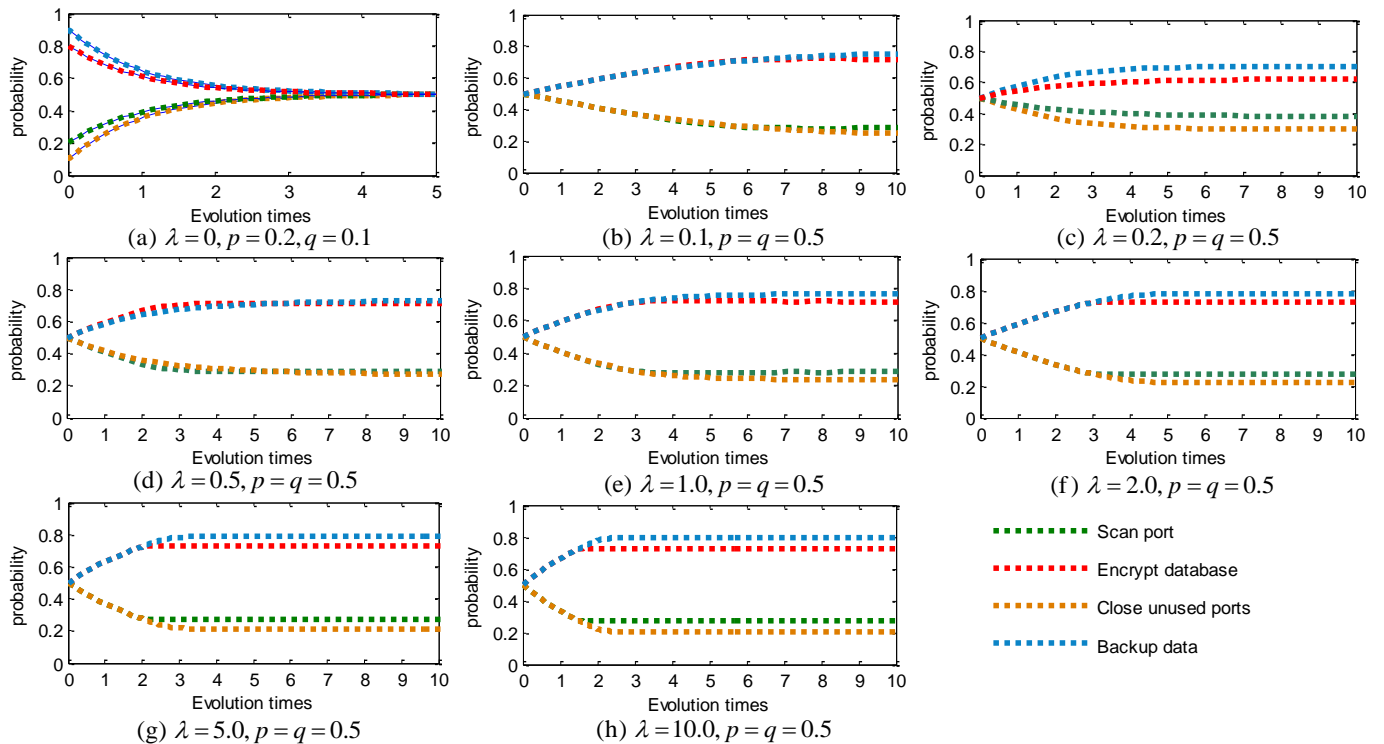 1
0.8
0.6
0.4
0.2
0
probability
0 1 2 3 4 5
Evolution times
(a) λ = 0, p = 0.2, q = 0.1
1
0.8
0.6
0.4
0.2
0
probability
0 1 2 3 4 5 6 7 8 9 10
Evolution times
(b) λ = 0.1, p = q = 0.5
1
0.8
0.6
0.4
0.2
0
probability
0 1 2 3 4 5 6 7 8 9 10
Evolution times
(c) λ = 0.2, p = q = 0.5
1
0.8
0.6
0.4
0.2
0
probability
0 1 2 3 4 5 6 7 8 9 10
Evolution times
(d) λ = 0.5, p = q = 0.5
1
0.8
0.6
0.4
0.2
0
probability
0 1 2 3 4 5 6 7 8 9 10
Evolution times
(e) λ = 1.0, p = q = 0.5
1
0.8
0.6
0.4
0.2
0
probability
0 1 2 3 4 5 6 7 8 9 10
Evolution times
(f) λ = 2.0, p = q = 0.5
1
0.8
0.6
0.4
0.2
0
probability
0 1 2 3 4 5 6 7 8 9 10
Evolution times
(g) λ = 5.0, p = q = 0.5
1
0.8
0.6
0.4
0.2
0
probability
0 1 2 3 4 5 6 7 8 9 10
Evolution times
(h) λ = 10.0, p = q = 0.5
Scan port
Encrypt database
Close unused ports
Backup data